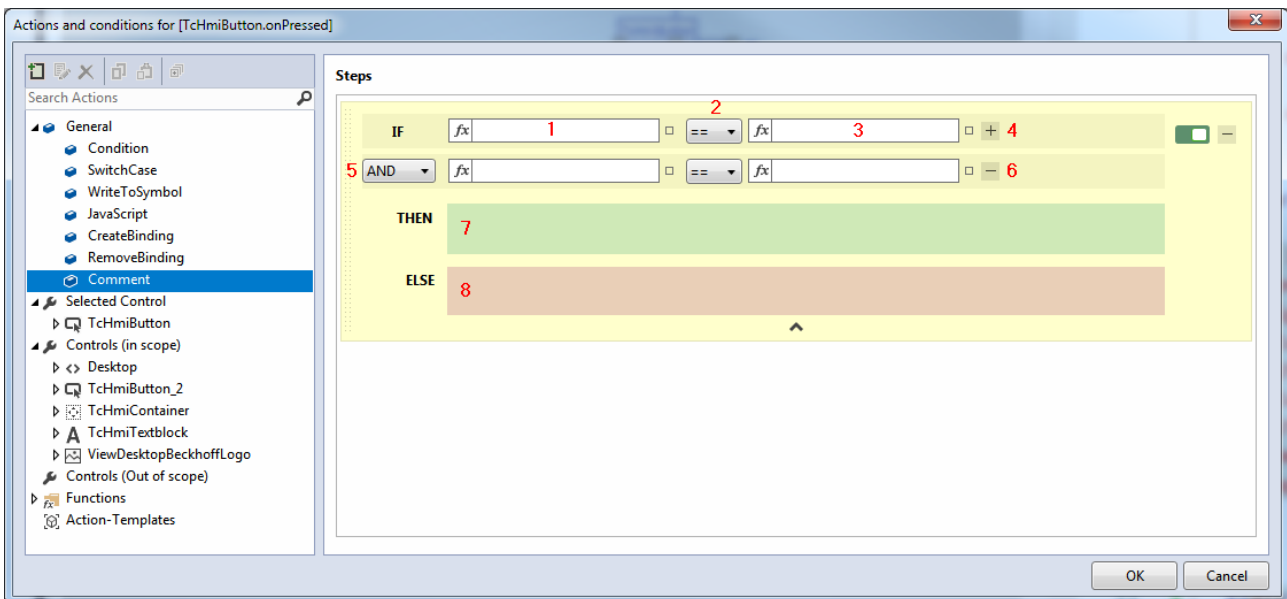 Actions and conditions for [TcHmiButton.onPressed]
Search Actions
General
Condition
SwitchCase
WriteToSymbol
JavaScript
CreateBinding
RemoveBinding
Comment
Selected Control
TcHmiButton
Controls (in scope)
Desktop
TcHmiButton_2
TcHmiContainer
TcHmiTextblock
ViewDesktopBeckhoffLogo
Controls (Out of scope)
Functions
Action-Templates
Steps
2
IF fx 1 == fx 3 + 4
5 AND fx == fx − 6
THEN 7
ELSE 8
OK Cancel